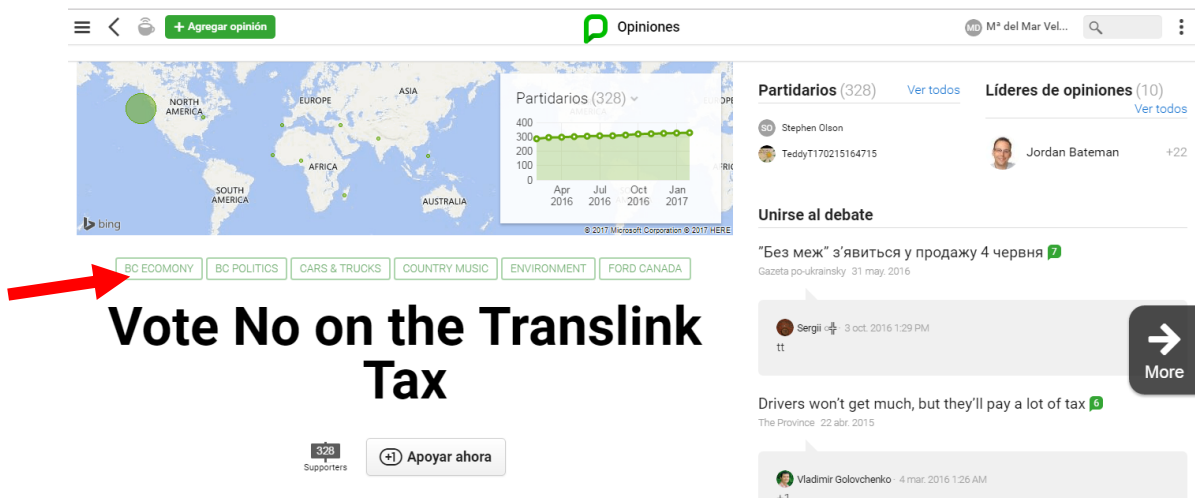 + Agregar opinión
Opiniones
MD Mª del Mar Vel...
NORTH
AMERICA
EUROPE
ASIA
AFRICA
SOUTH
AMERICA
AUSTRALIA
bing
Partidarios (328)
400
300
200
100
0
Apr
2016
Jul
2016
Oct
2016
Jan
2017
© 2017 Microsoft Corporation © 2017 HERE
BC ECOMONY
BC POLITICS
CARS & TRUCKS
COUNTRY MUSIC
ENVIRONMENT
FORD CANADA
Vote No on the Translink
Tax
328
Supporters
+1 Apoyar ahora
Partidarios (328) Ver todos
SO Stephen Olson
TeddyT170215164715
Líderes de opiniones (10)
Ver todos
Jordan Bateman +22
Unirse al debate
"Без меж" з'явиться у продажу 4 червня 7
Gazeta po-ukrainsky 31 may. 2016
Sergii · 3 oct. 2016 1:29 PM
tt
More
Drivers won't get much, but they'll pay a lot of tax 6
The Province 22 abr. 2015
Vladimir Golovchenko · 4 mar. 2016 1:26 AM
+1